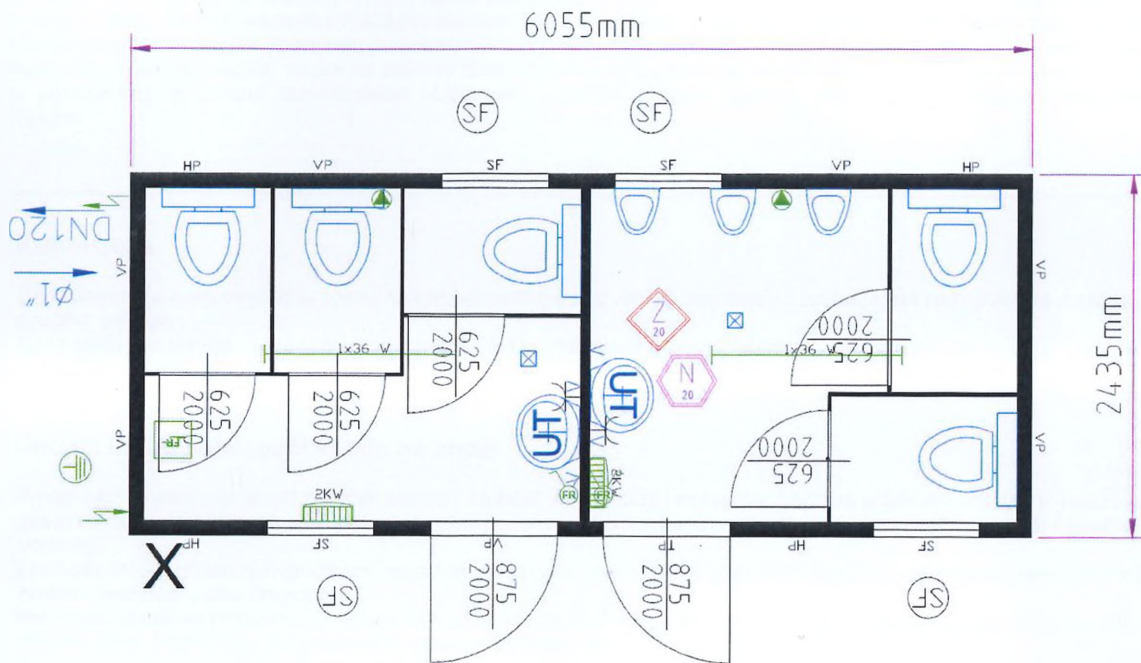 6055mm
SF SF
HP VP SF SF VP HP
DN120
VP
ø1"
VP
2435mm
Z
20
N
20
1x36 W
1x36 W
625
2000
625
2000
625
2000
625
2000
625
2000
UT
UT
VP
VP
FR
2KW
FR
HP SF VP TP HP SF
X
875
2000
875
2000
SF SF